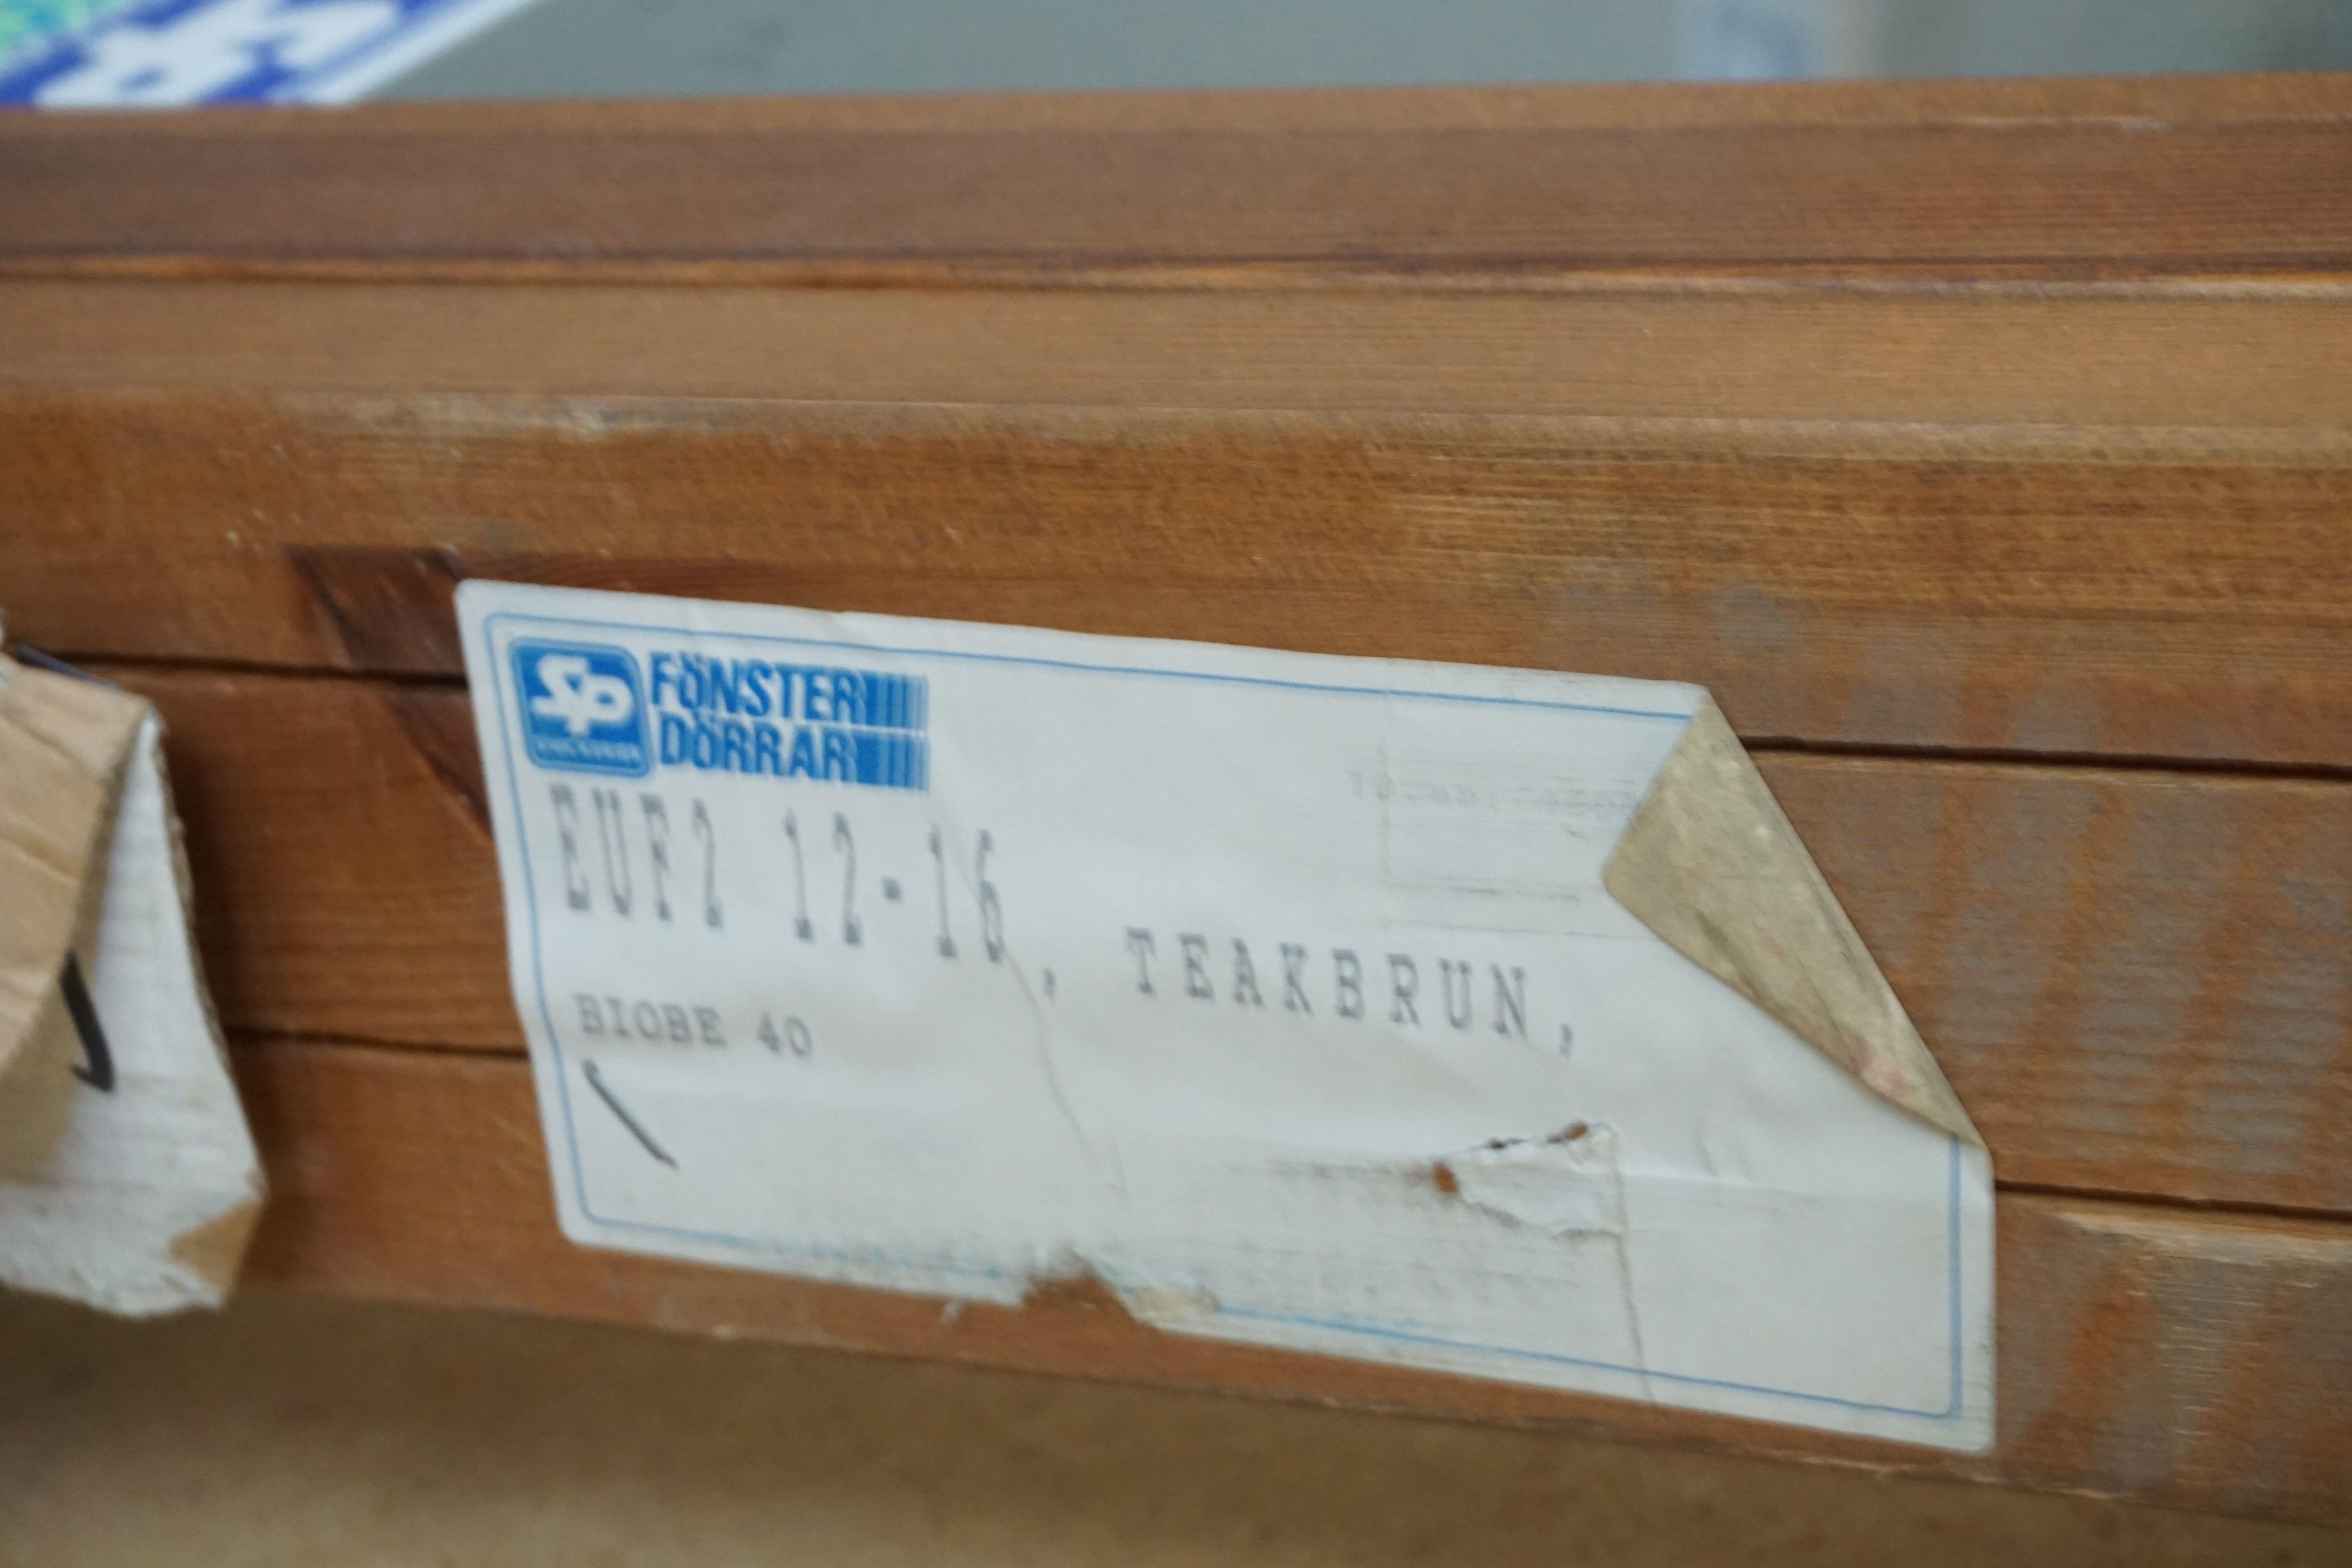 SP FÖNSTER
DÖRRAR
EUF2 12-16, TEAKBRUN,
BIOBE 40